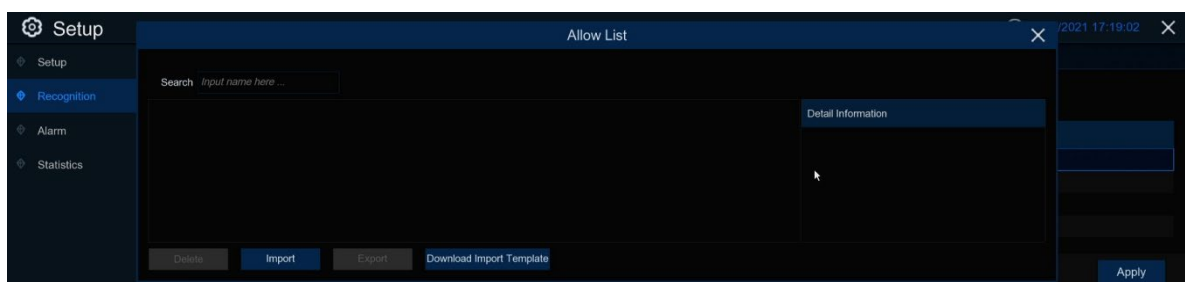 Setup
Allow List
/2021 17:19:02
Setup
Search Input name here ...
Recognition
Detail Information
Alarm
Statistics
Delete Import Export Download Import Template
Apply